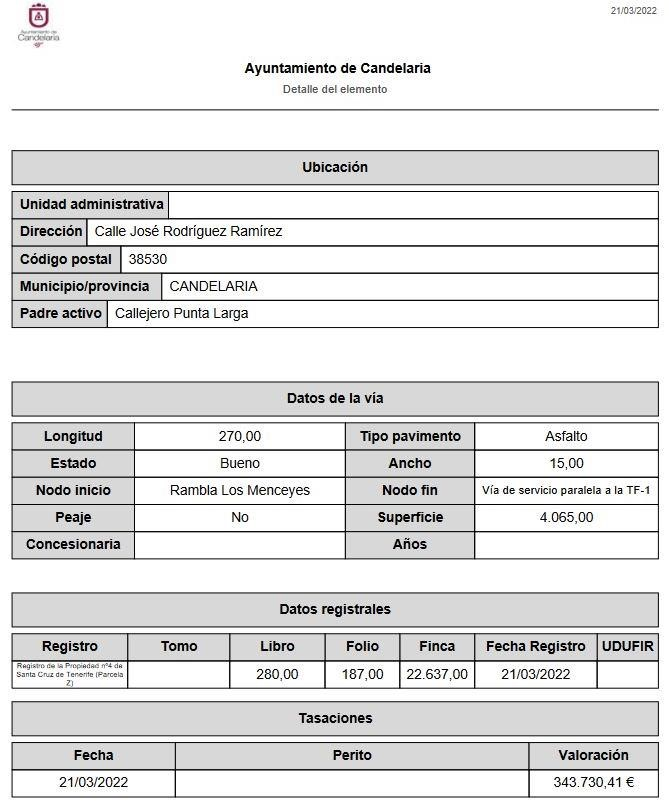 21/03/2022
Ayuntamiento de
Candelaria
Ayuntamiento de Candelaria
Detalle del elemento
Ubicación
Unidad administrativa
Dirección Calle José Rodríguez Ramírez
Código postal 38530
Municipio/provincia CANDELARIA
Padre activo Callejero Punta Larga
Datos de la vía
Longitud 270,00 Tipo pavimento Asfalto
Estado Bueno Ancho 15,00
Nodo inicio Rambla Los Menceyes Nodo fin Vía de servicio paralela a la TF-1
Peaje No Superficie 4.065,00
Concesionaria Años
Datos registrales
Registro Tomo Libro Folio Finca Fecha Registro UDUFIR
Registro de la Propiedad nº4 de
Santa Cruz de Tenerife (Parcela
Z)
280,00 187,00 22.637,00 21/03/2022
Tasaciones
Fecha Perito Valoración
21/03/2022 343.730,41 €